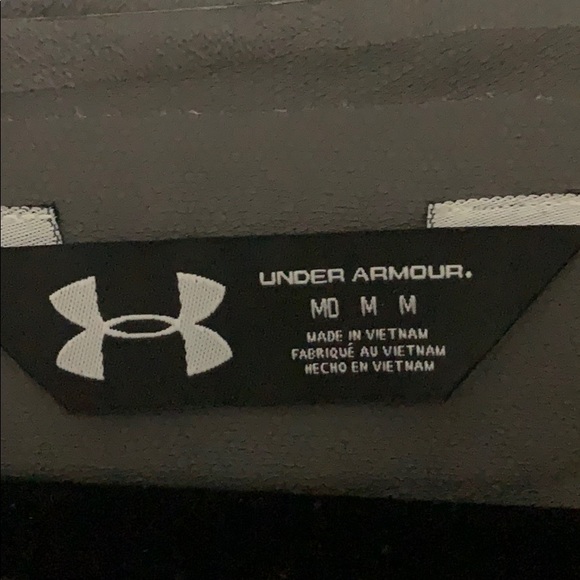 UNDER ARMOUR.
MD M M
MADE IN VIETNAM
FABRIQUÉ AU VIETNAM
HECHO EN VIETNAM